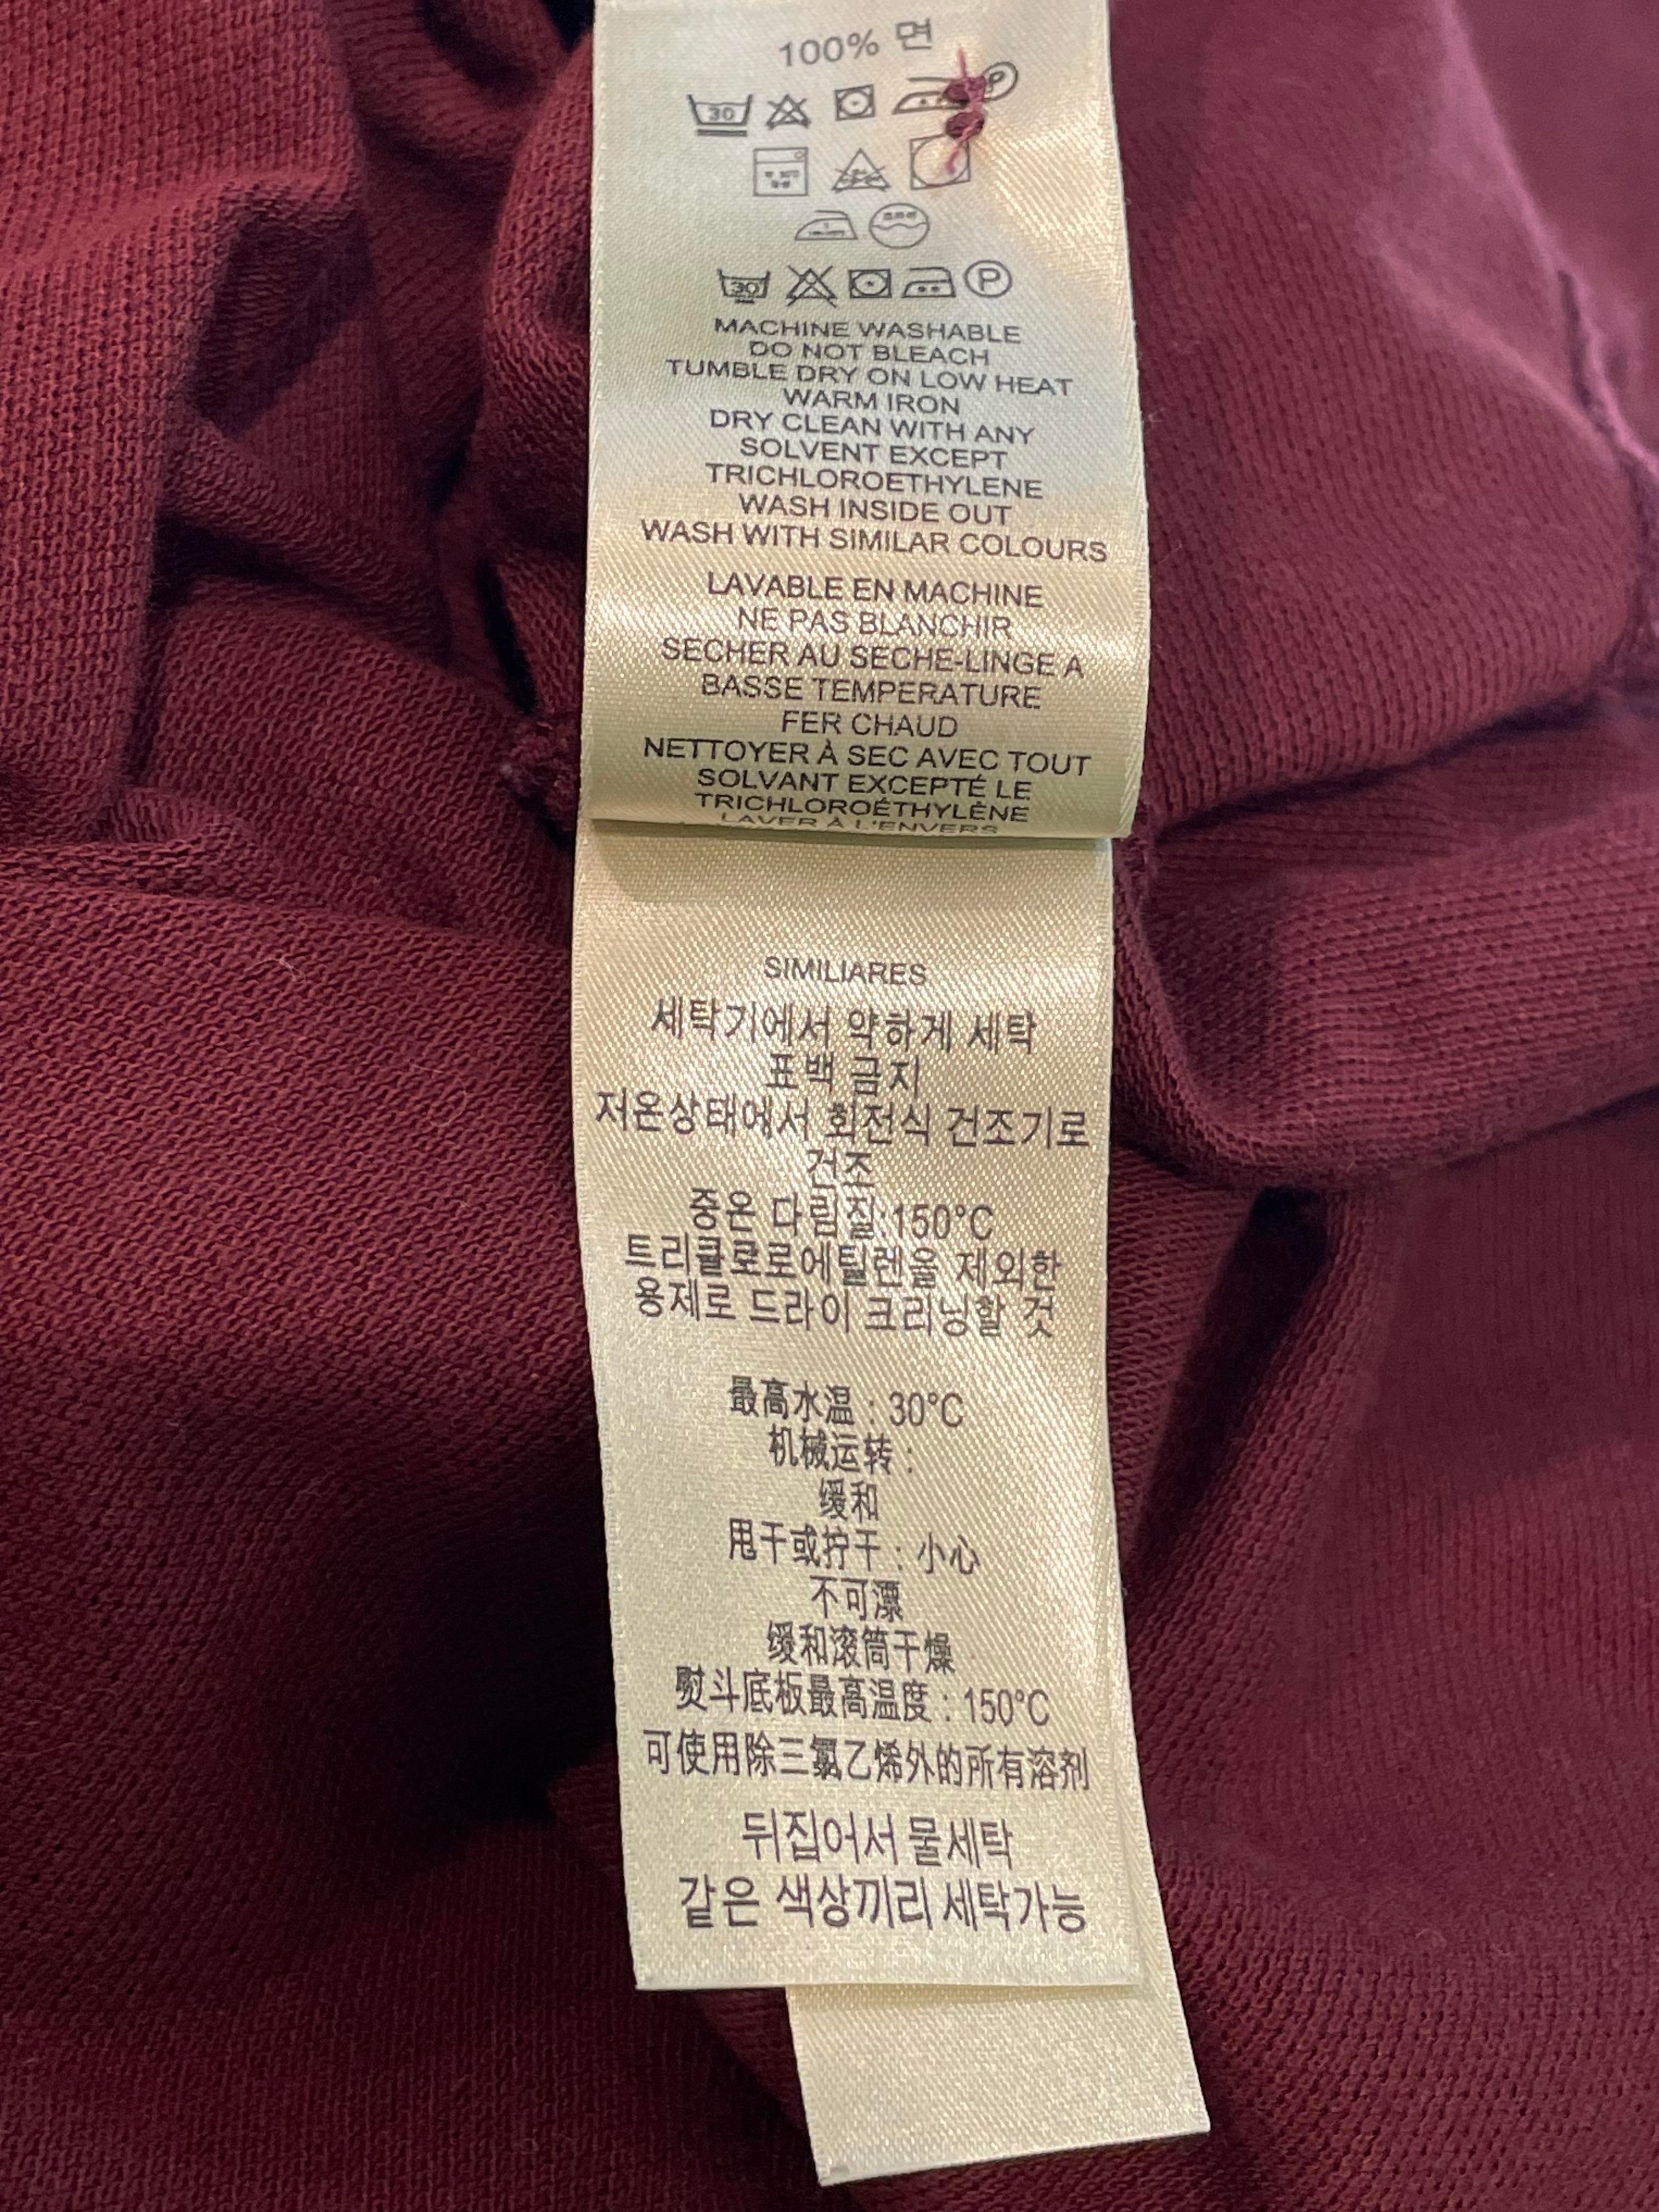 100% 면
30
P
30
P
MACHINE WASHABLE
DO NOT BLEACH
TUMBLE DRY ON LOW HEAT
WARM IRON
DRY CLEAN WITH ANY
SOLVENT EXCEPT
TRICHLOROETHYLENE
WASH INSIDE OUT
WASH WITH SIMILAR COLOURS
LAVABLE EN MACHINE
NE PAS BLANCHIR
SECHER AU SECHE-LINGE A
BASSE TEMPERATURE
FER CHAUD
NETTOYER À SEC AVEC TOUT
SOLVANT EXCEPTÉ LE
TRICHLOROÉTHYLÈNE
LAVER A L'ENVERS
SIMILIARES
세탁기에서 약하게 세탁
표백 금지
저온상태에서 회전식 건조기로
건조
중온 다림질:150°C
트리클로로에틸렌을 제외한
용제로 드라이 크리닝할 것
最高水温 : 30°C
机械运转 :
缓和
甩干或拧干 : 小心
不可漂
缓和滚筒干燥
熨斗底板最高温度 : 150°C
可使用除三氯乙烯外的所有溶剂
뒤집어서 물세탁
같은 색상끼리 세탁가능